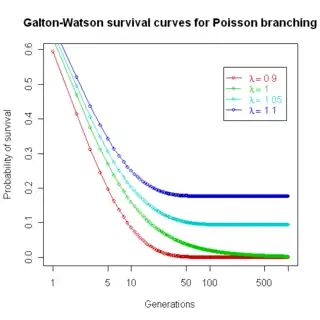 Galton-Watson survival curves for Poisson branching
λ= 0.9
λ= 1
λ= 1.05
λ= 1.1
Probability of survival
0.6
0.5
0.4
0.3
0.2
0.1
0.0
1 5 10 50 100 500
Generations